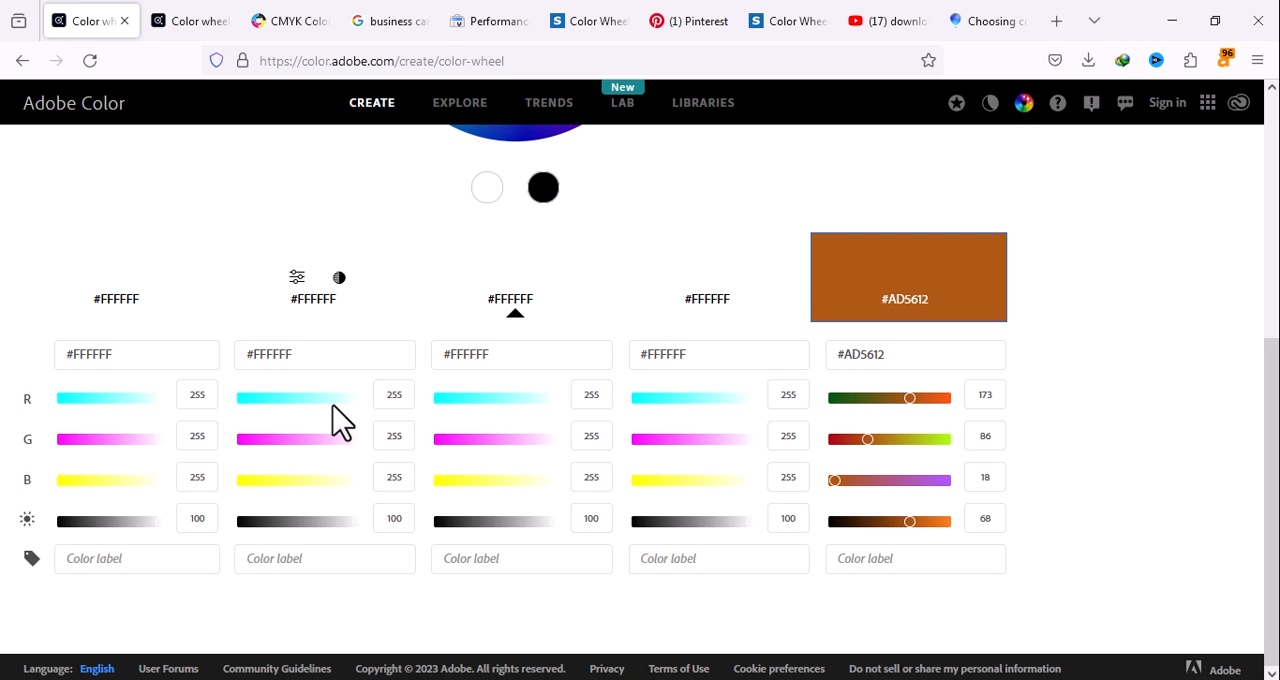 Color wh
Color wheel
CMYK Colo
business car
Performanc
Color Whee
(1) Pinterest
Color Whee
(17) downlo
Choosing co
https://color.adobe.com/create/color-wheel
96
Adobe Color
CREATE
EXPLORE
TRENDS
New
LAB
LIBRARIES
Sign in
#FFFFFF #FFFFFF #FFFFFF #FFFFFF #AD5612
#FFFFFF #FFFFFF #FFFFFF #FFFFFF #AD5612
R 255 255 255 255 173
G 255 255 255 255 86
B 255 255 255 255 18
100 100 100 100 68
Color label Color label Color label Color label Color label
Language: English User Forums Community Guidelines Copyright © 2023 Adobe. All rights reserved. Privacy Terms of Use Cookie preferences Do not sell or share my personal information Adobe